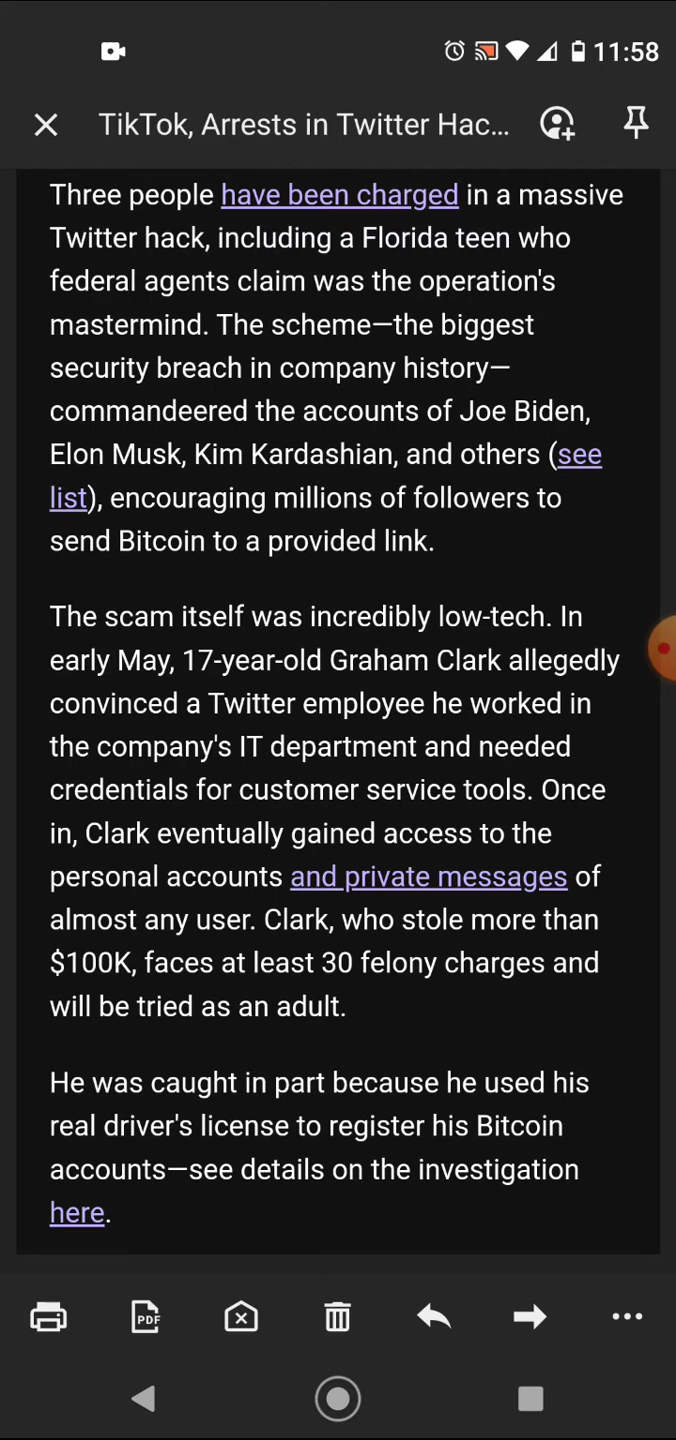 11:58
TikTok, Arrests in Twitter Hac...
Three people have been charged in a massive
Twitter hack, including a Florida teen who
federal agents claim was the operation's
mastermind. The scheme—the biggest
security breach in company history—
commandeered the accounts of Joe Biden,
Elon Musk, Kim Kardashian, and others (see
list), encouraging millions of followers to
send Bitcoin to a provided link.
The scam itself was incredibly low-tech. In
early May, 17-year-old Graham Clark allegedly
convinced a Twitter employee he worked in
the company's IT department and needed
credentials for customer service tools. Once
in, Clark eventually gained access to the
personal accounts and private messages of
almost any user. Clark, who stole more than
$100K, faces at least 30 felony charges and
will be tried as an adult.
He was caught in part because he used his
real driver's license to register his Bitcoin
accounts—see details on the investigation
here.
PDF